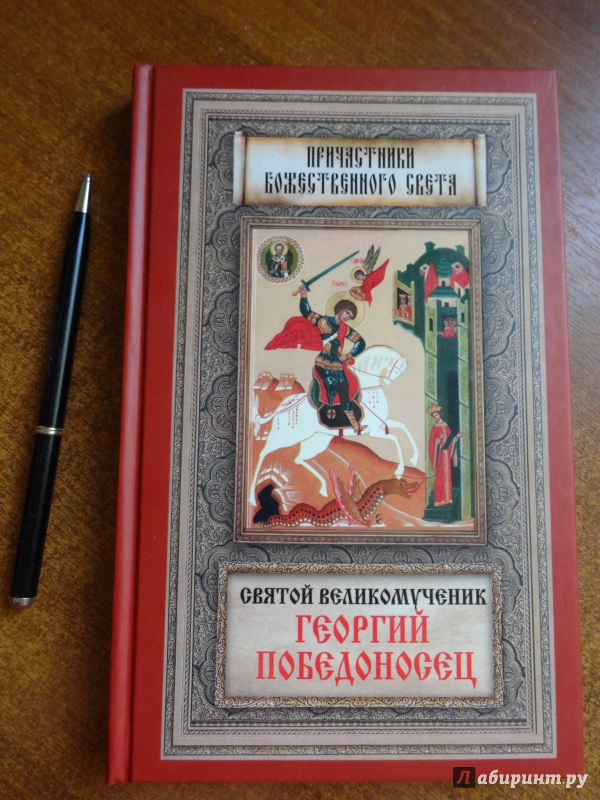 ПРИЧАСТНИКИ
БОЖЕСТВЕННОГО СВЕТА
СВЯТОЙ ВЕЛИКОМУЧЕНИК
ГЕОРГИЙ
ПОБЕДОНОСЕЦ
Лабиринт.ру